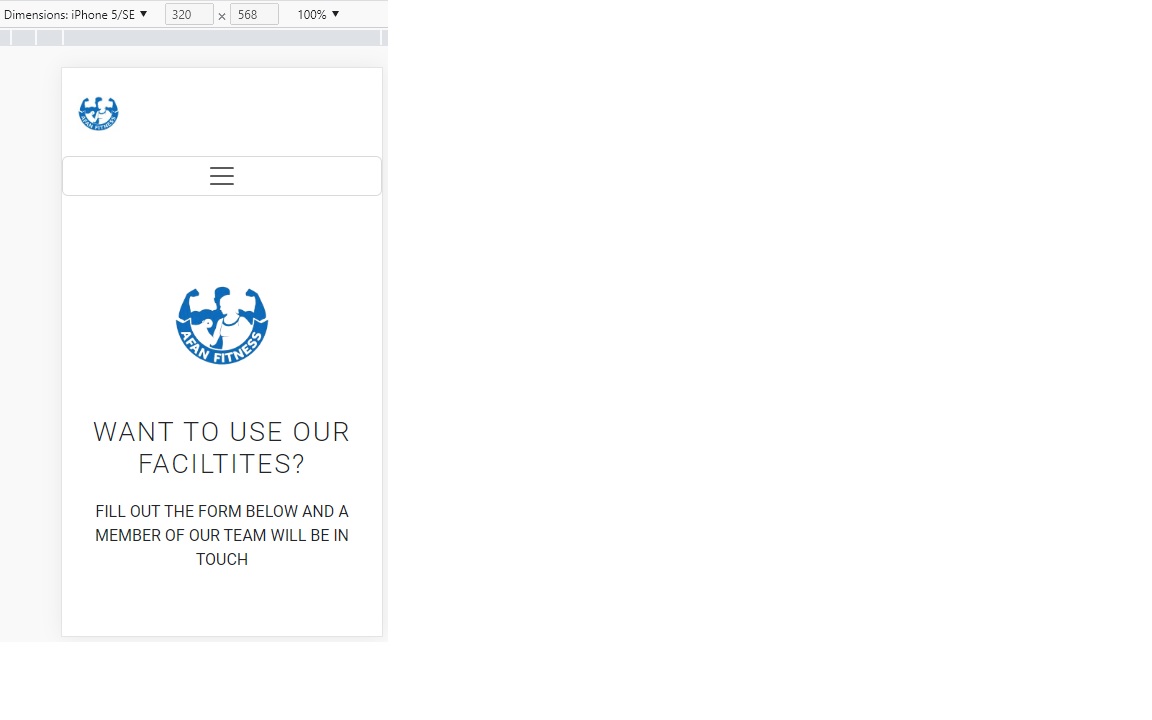 Dimensions: iPhone 5/SE ▼ 320 × 568 100% ▼
AFAN FITNESS
AFAN FITNESS
WANT TO USE OUR
FACILTITES?
FILL OUT THE FORM BELOW AND A
MEMBER OF OUR TEAM WILL BE IN
TOUCH